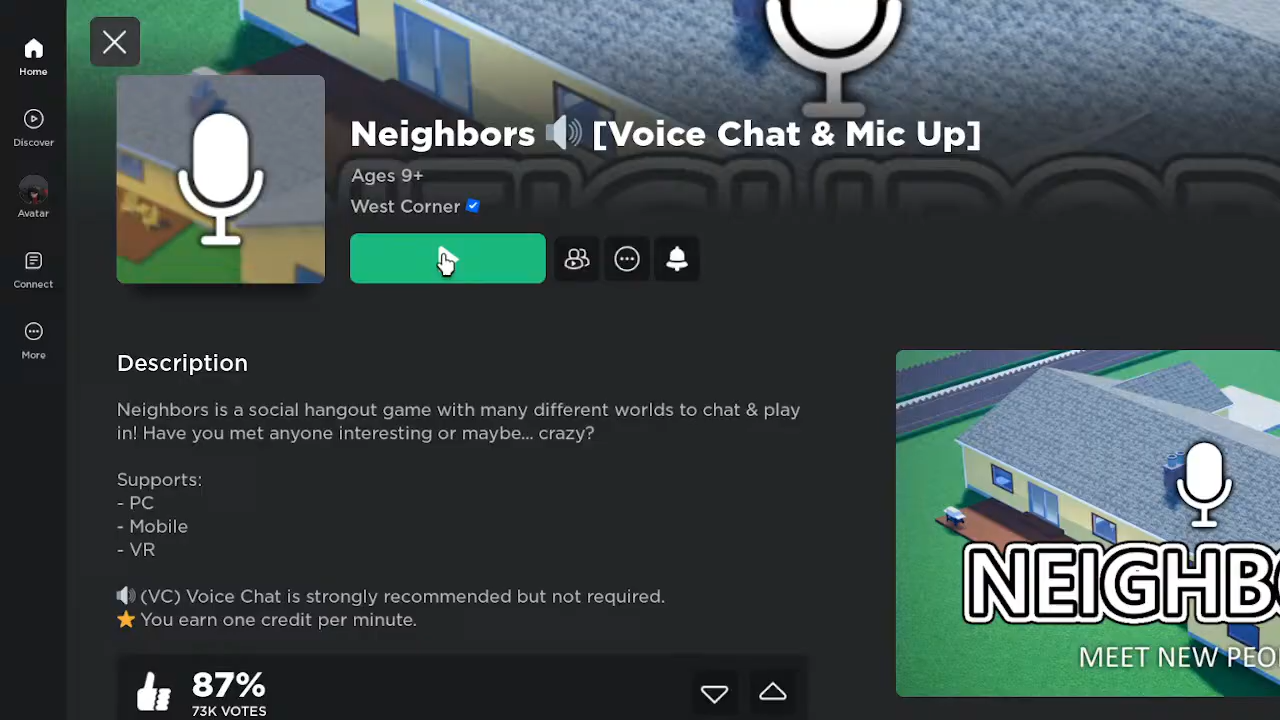 Home
Discover
Avatar
Connect
More
Neighbors 🔊 [Voice Chat & Mic Up]
Ages 9+
West Corner
Description
Neighbors is a social hangout game with many different worlds to chat & play
in! Have you met anyone interesting or maybe... crazy?
Supports:
- PC
- Mobile
- VR
🔊 (VC) Voice Chat is strongly recommended but not required.
⭐ You earn one credit per minute.
87%
73K VOTES
NEIGHBO
MEET NEW PEO